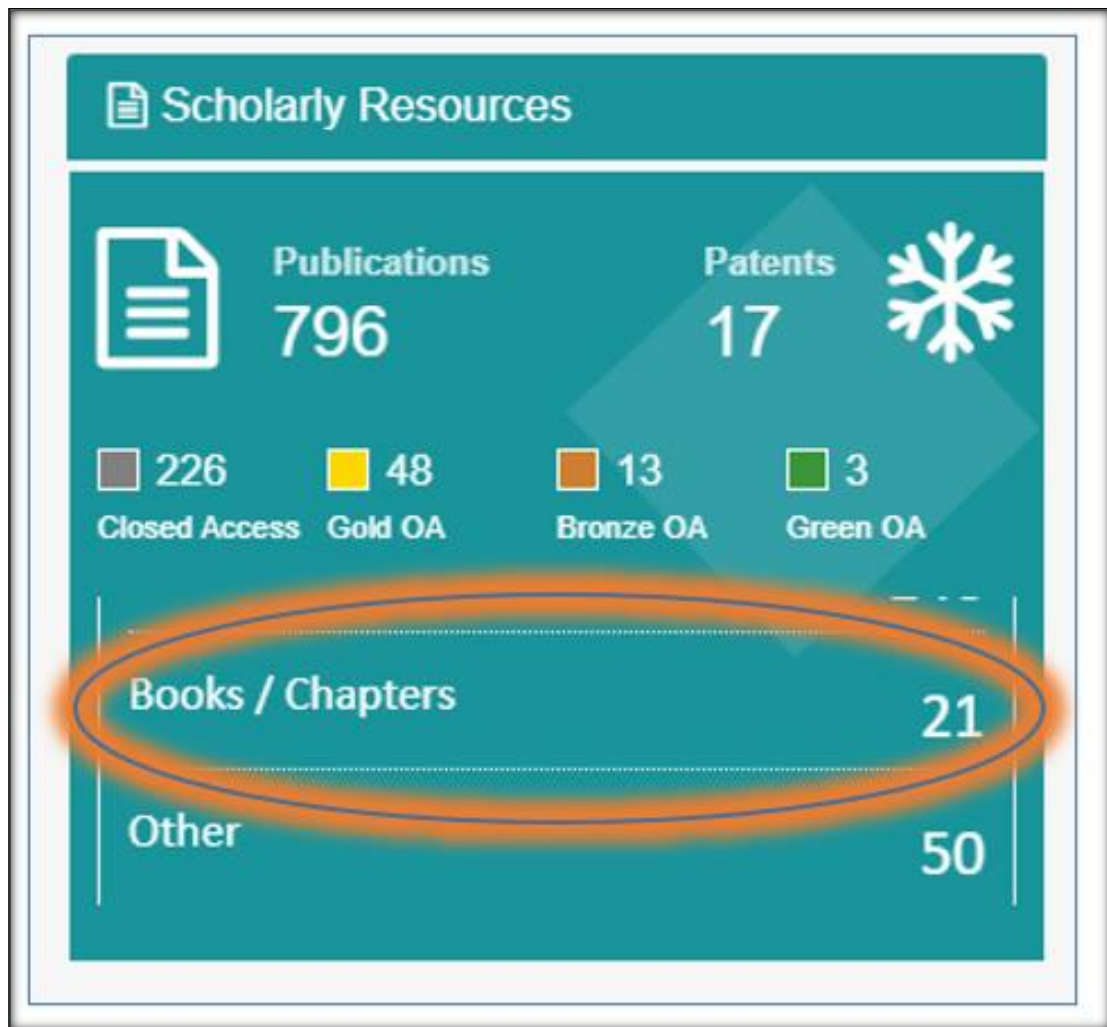 Scholarly Resources
Publications Patents
796 17
226 48 13 3
Closed Access Gold OA Bronze OA Green OA
Books / Chapters
21
Other
50